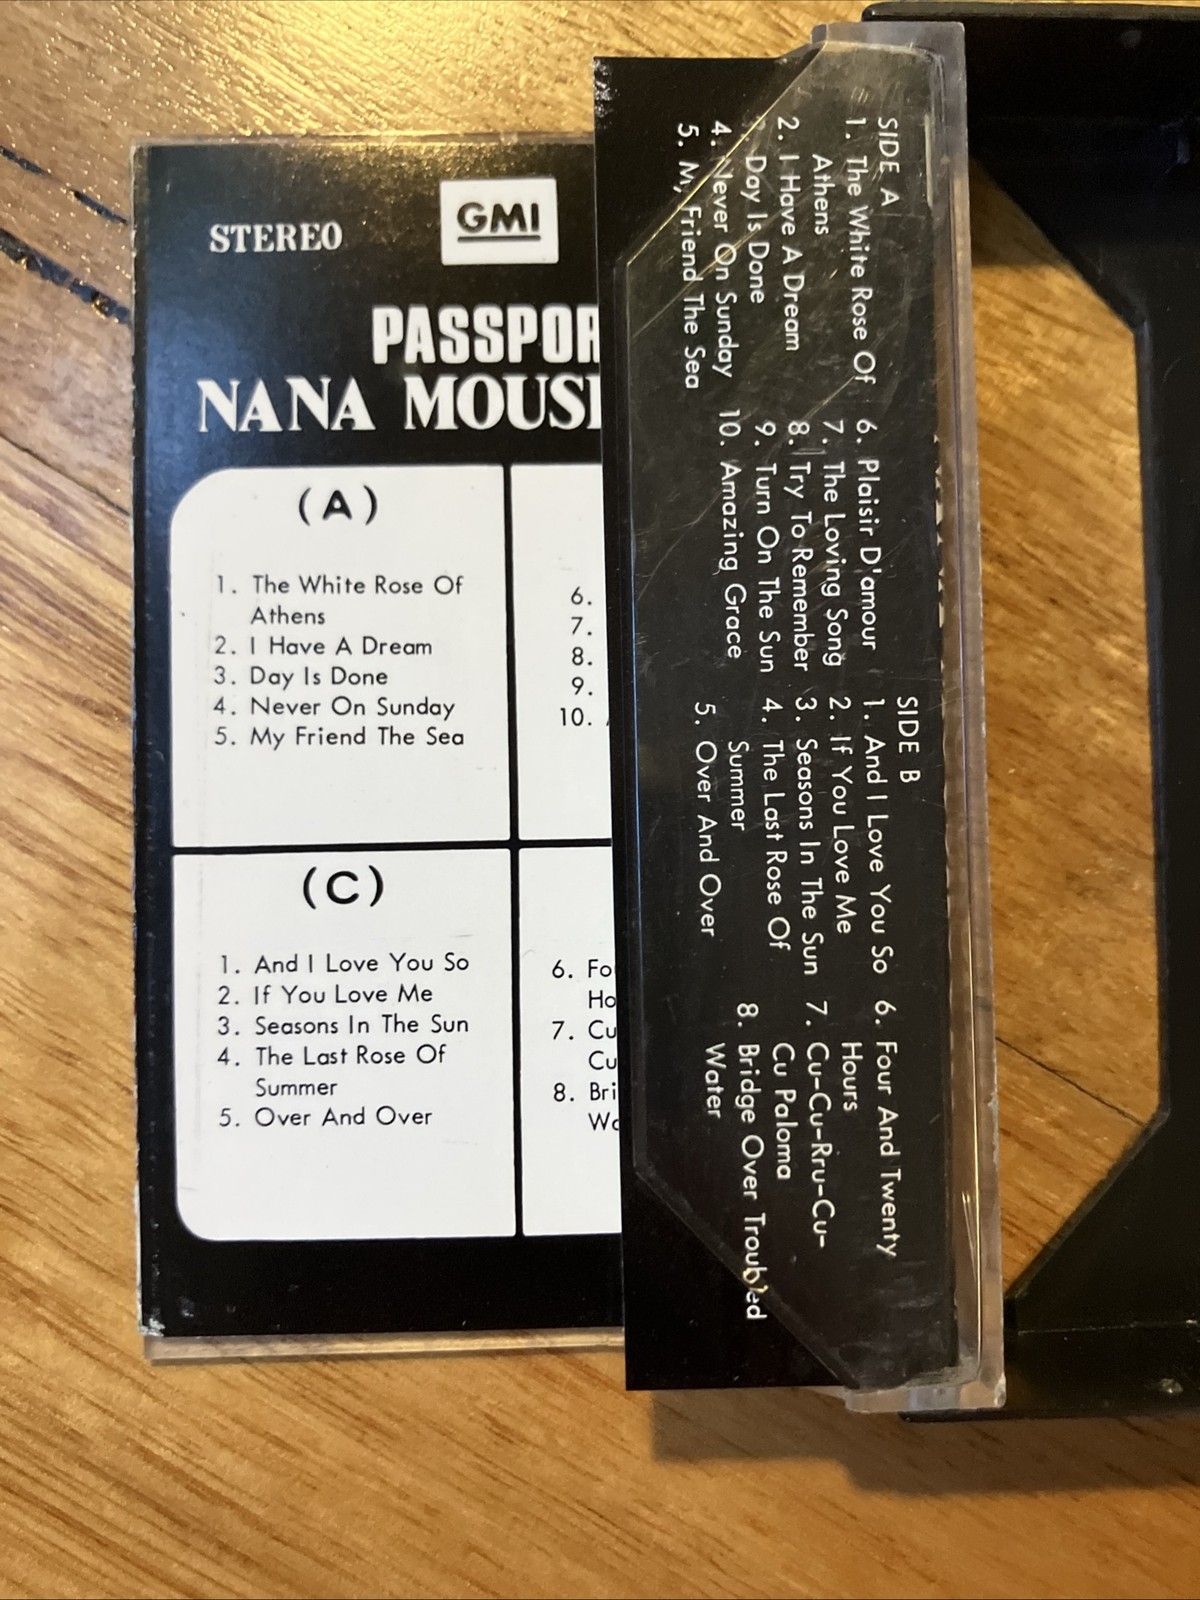 STEREO
GMI
PASSPOR
NANA MOUS
(A)
1. The White Rose Of
Athens
2. I Have A Dream
3. Day Is Done
4. Never On Sunday
5. My Friend The Sea
6.
7.
8.
9.
10.
(C)
1. And I Love You So
2. If You Love Me
3. Seasons In The Sun
4. The Last Rose Of
Summer
5. Over And Over
6. Fo
Ho
7. Cu
Cu
8. Bri
Wo
SIDE A
1. The White Rose Of
Athens
2. I Have A Dream
3. Day Is Done
4. Never On Sunday
5. My Friend The Sea
6. Plaisir D'amour
7. The Loving Song
8. Try To Remember
9. Turn On The Sun
10. Amazing Grace
SIDE B
1. And I Love You So
2. If You Love Me
3. Seasons In The Sun
4. The Last Rose Of
Summer
5. Over And Over
6. Four And Twenty
Hours
7. Cu-Cu-Rru-Cu-
Cu Paloma
8. Bridge Over Troubled
Water